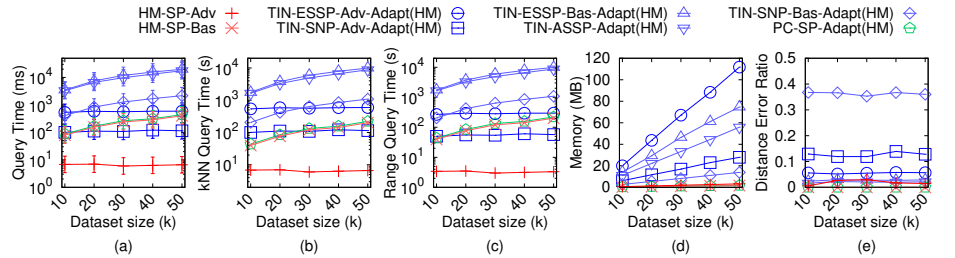 HM-SP-Adv TIN-ESSP-Adv-Adapt(HM) TIN-ESSP-Bas-Adapt(HM) TIN-SNP-Bas-Adapt(HM)
HM-SP-Bas TIN-SNP-Adv-Adapt(HM) TIN-ASSP-Adapt(HM) PC-SP-Adapt(HM)
Query Time (ms)
10^4
10^3
10^2
10^1
10^0
10 20 30 40 50
Dataset size (k)
(a)
kNN Query Time (s)
10^4
10^3
10^2
10^1
10 20 30 40 50
Dataset size (k)
(b)
Range Query Time (s)
10^4
10^3
10^2
10^1
10^0
10 20 30 40 50
Dataset size (k)
(c)
Memory (MB)
120
100
80
60
40
20
0
10 20 30 40 50
Dataset size (k)
(d)
Distance Error Ratio
0.5
0.4
0.3
0.2
0.1
0
10 20 30 40 50
Dataset size (k)
(e)